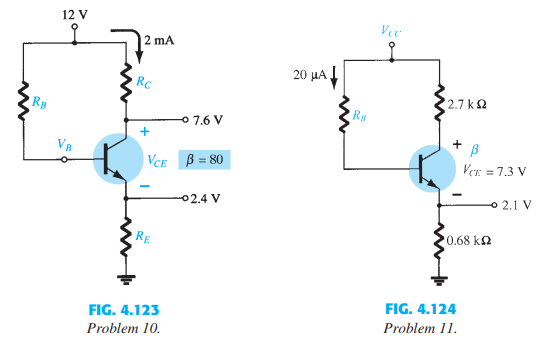 12 V
2 mA
R_C
R_B
7.6 V
+
V_B
V_CE
β = 80
−
2.4 V
R_E
FIG. 4.123
Problem 10.
V_CC
20 µA
2.7 kΩ
R_B
+
β
V_CE = 7.3 V
−
2.1 V
0.68 kΩ
FIG. 4.124
Problem 11.